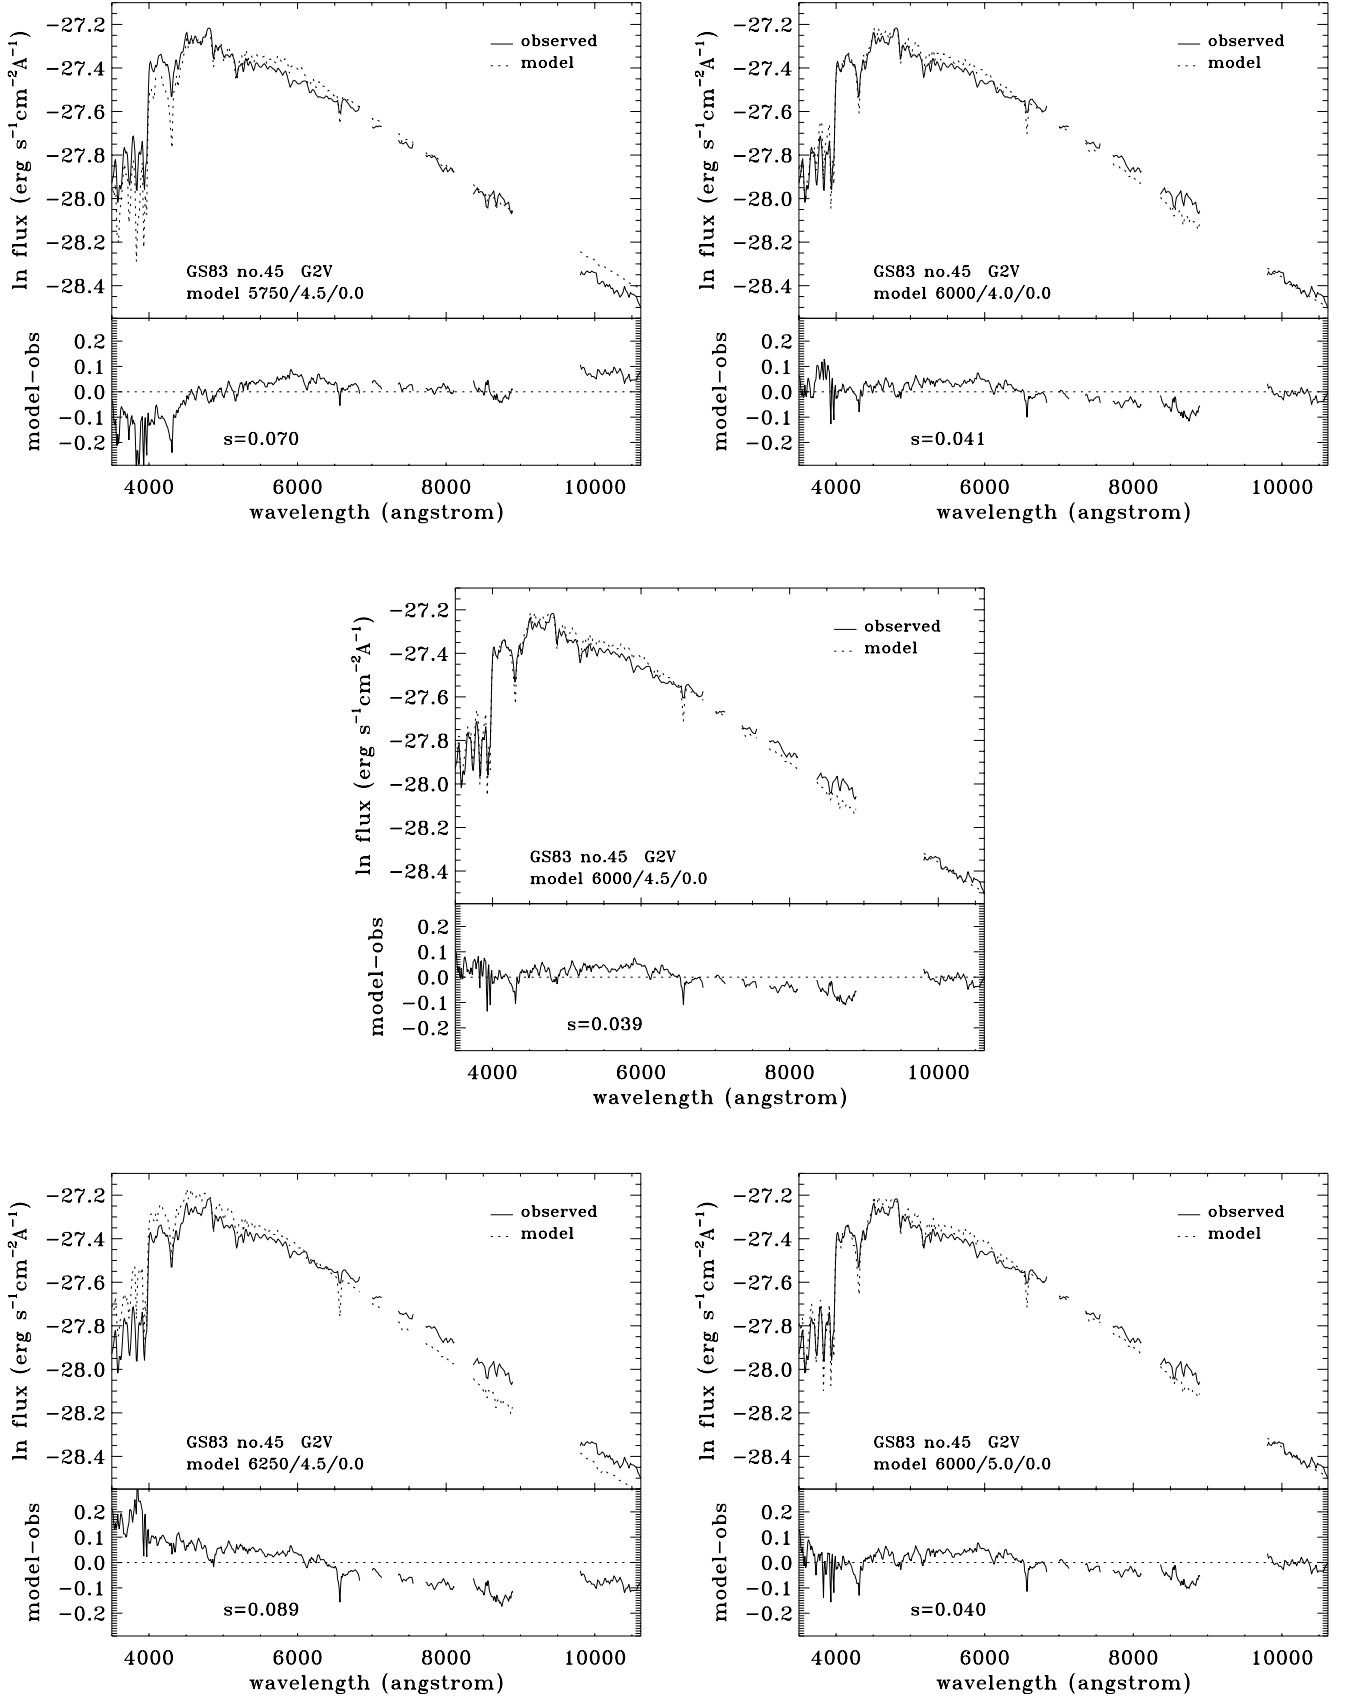 −27.2
−27.4
−27.6
−27.8
−28.0
−28.2
−28.4
ln flux (erg s−1cm−2A−1)
observed
model
GS83 no.45 G2V
model 5750/4.5/0.0
0.2
0.1
0.0
−0.1
−0.2
model−obs
s=0.070
4000 6000 8000 10000
wavelength (angstrom)
−27.2
−27.4
−27.6
−27.8
−28.0
−28.2
−28.4
ln flux (erg s−1cm−2A−1)
observed
model
GS83 no.45 G2V
model 6000/4.0/0.0
0.2
0.1
0.0
−0.1
−0.2
model−obs
s=0.041
4000 6000 8000 10000
wavelength (angstrom)
−27.2
−27.4
−27.6
−27.8
−28.0
−28.2
−28.4
ln flux (erg s−1cm−2A−1)
observed
model
GS83 no.45 G2V
model 6000/4.5/0.0
0.2
0.1
0.0
−0.1
−0.2
model−obs
s=0.039
4000 6000 8000 10000
wavelength (angstrom)
−27.2
−27.4
−27.6
−27.8
−28.0
−28.2
−28.4
ln flux (erg s−1cm−2A−1)
observed
model
GS83 no.45 G2V
model 6250/4.5/0.0
0.2
0.1
0.0
−0.1
−0.2
model−obs
s=0.089
4000 6000 8000 10000
wavelength (angstrom)
−27.2
−27.4
−27.6
−27.8
−28.0
−28.2
−28.4
ln flux (erg s−1cm−2A−1)
observed
model
GS83 no.45 G2V
model 6000/5.0/0.0
0.2
0.1
0.0
−0.1
−0.2
model−obs
s=0.040
4000 6000 8000 10000
wavelength (angstrom)